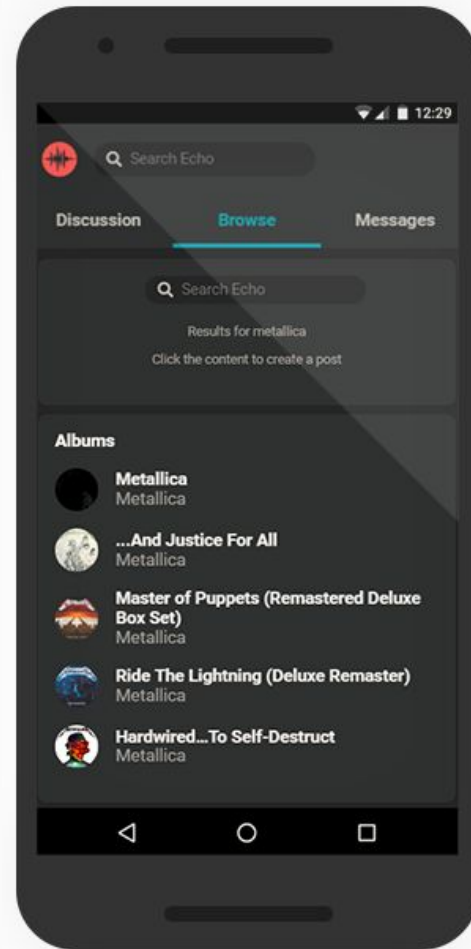 12:29
Search Echo
Discussion Browse Messages
Search Echo
Results for metallica
Click the content to create a post
Albums
Metallica
Metallica
...And Justice For All
Metallica
Master of Puppets (Remastered Deluxe
Box Set)
Metallica
Ride The Lightning (Deluxe Remaster)
Metallica
Hardwired...To Self-Destruct
Metallica